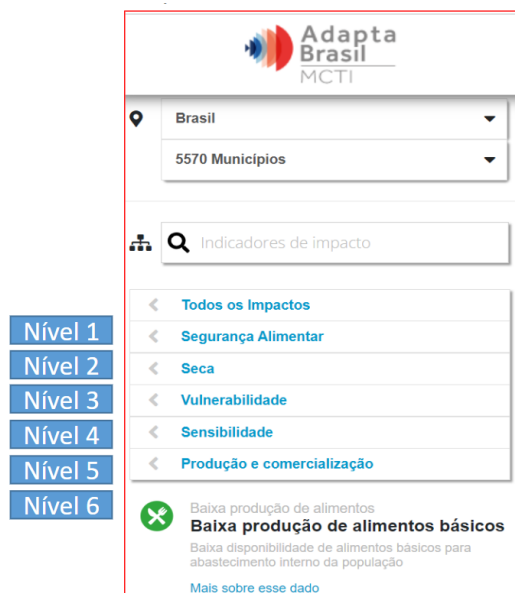 Adapta
Brasil
MCTI
Brasil
5570 Municípios
Indicadores de impacto
Todos os Impactos
Nível 1 Segurança Alimentar
Nível 2 Seca
Nível 3 Vulnerabilidade
Nível 4 Sensibilidade
Nível 5 Produção e comercialização
Nível 6 Baixa produção de alimentos
Baixa produção de alimentos básicos
Baixa disponibilidade de alimentos básicos para
abastecimento interno da população
Mais sobre esse dado